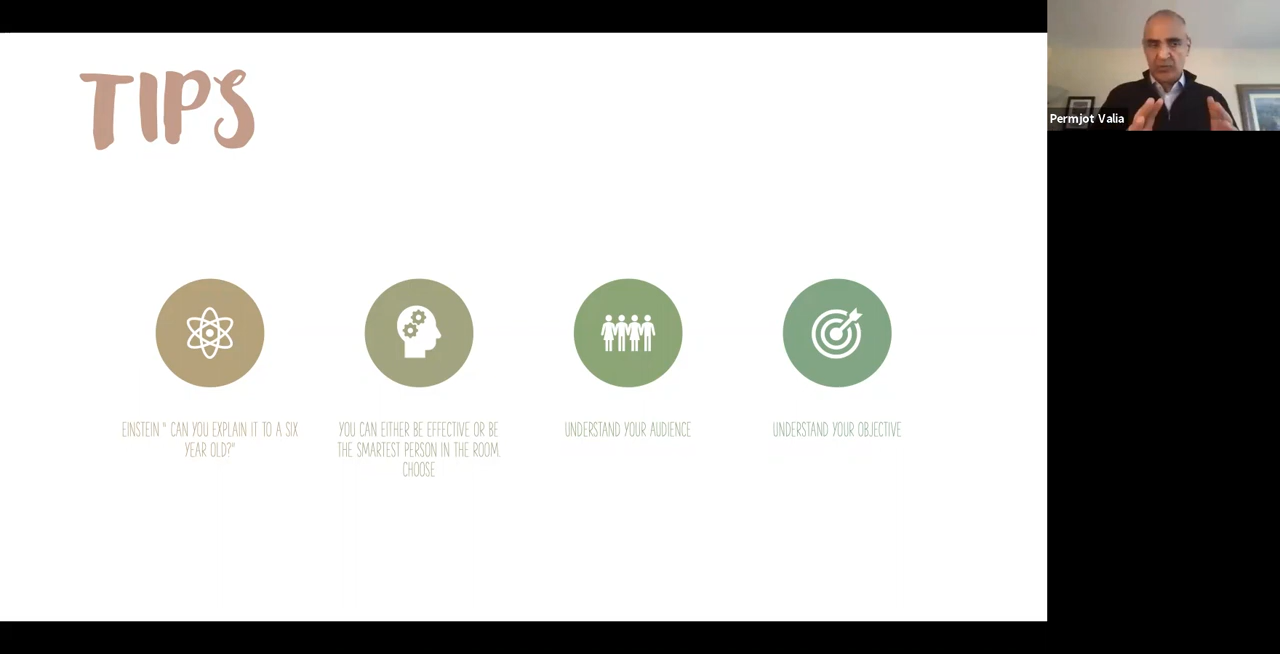 TIPS
EINSTEIN " CAN YOU EXPLAIN IT TO A SIX
YEAR OLD?"
YOU CAN EITHER BE EFFECTIVE OR BE
THE SMARTEST PERSON IN THE ROOM.
CHOOSE
UNDERSTAND YOUR AUDIENCE
UNDERSTAND YOUR OBJECTIVE
Permjot Valia